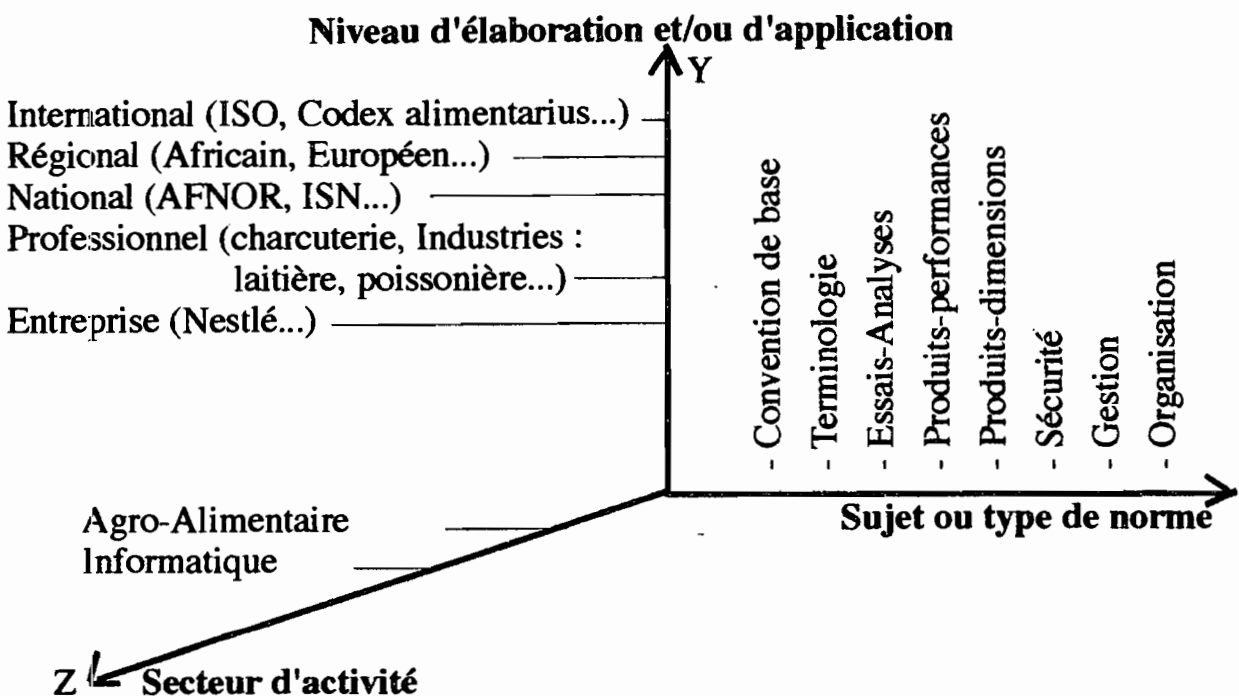 Niveau d'élaboration et/ou d'application
Y
International (ISO, Codex alimentarius...)
Régional (Africain, Européen...)
National (AFNOR, ISN...)
Professionnel (charcuterie, Industries :
laitière, poissonière...)
Entreprise (Nestlé...)
- Convention de base
- Terminologie
- Essais-Analyses
- Produits-performances
- Produits-dimensions
- Sécurité
- Gestion
- Organisation
Sujet ou type de norme
Agro-Alimentaire
Informatique
Z
Secteur d'activité